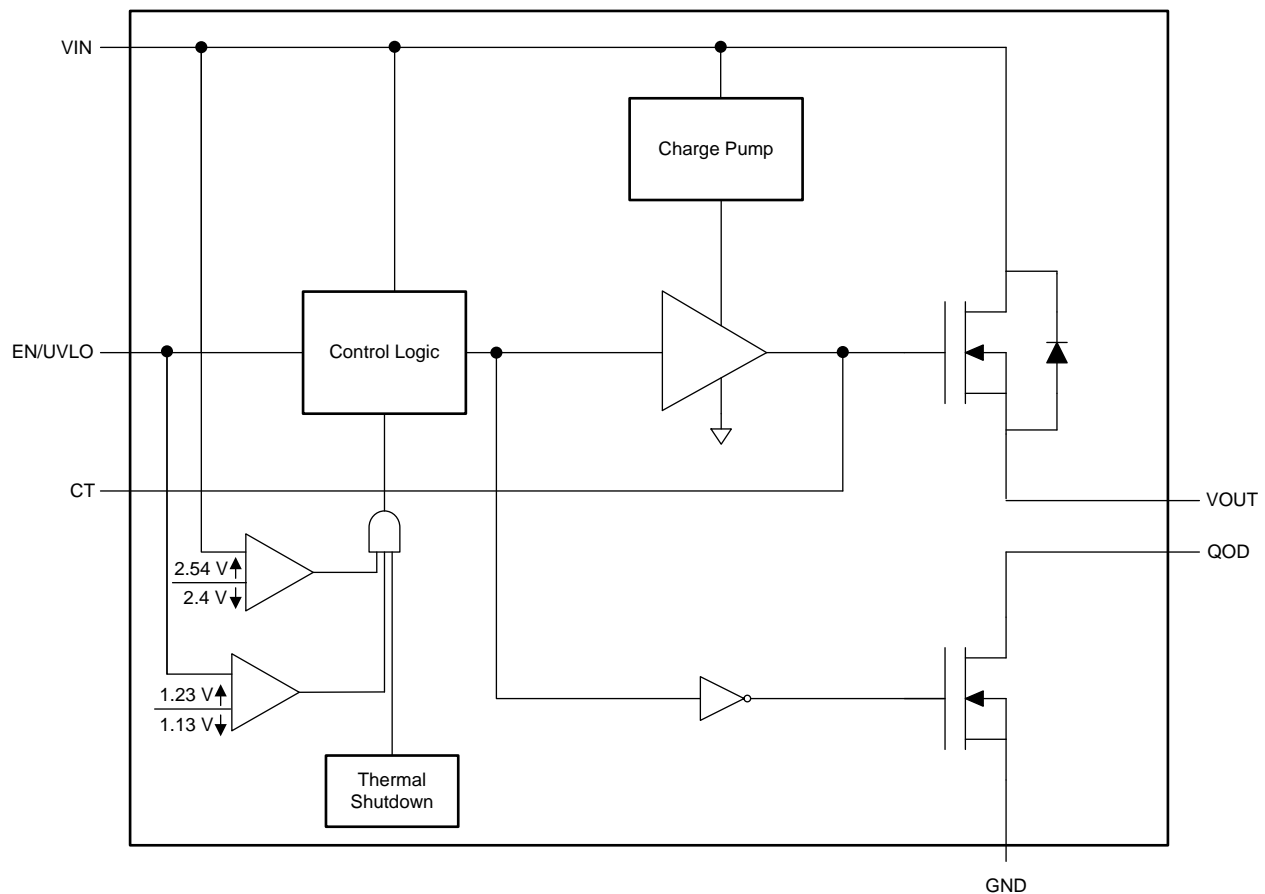 VIN
Charge Pump
EN/UVLO
Control Logic
CT
VOUT
QOD
2.54 V
2.4 V
1.23 V
1.13 V
Thermal
Shutdown
GND